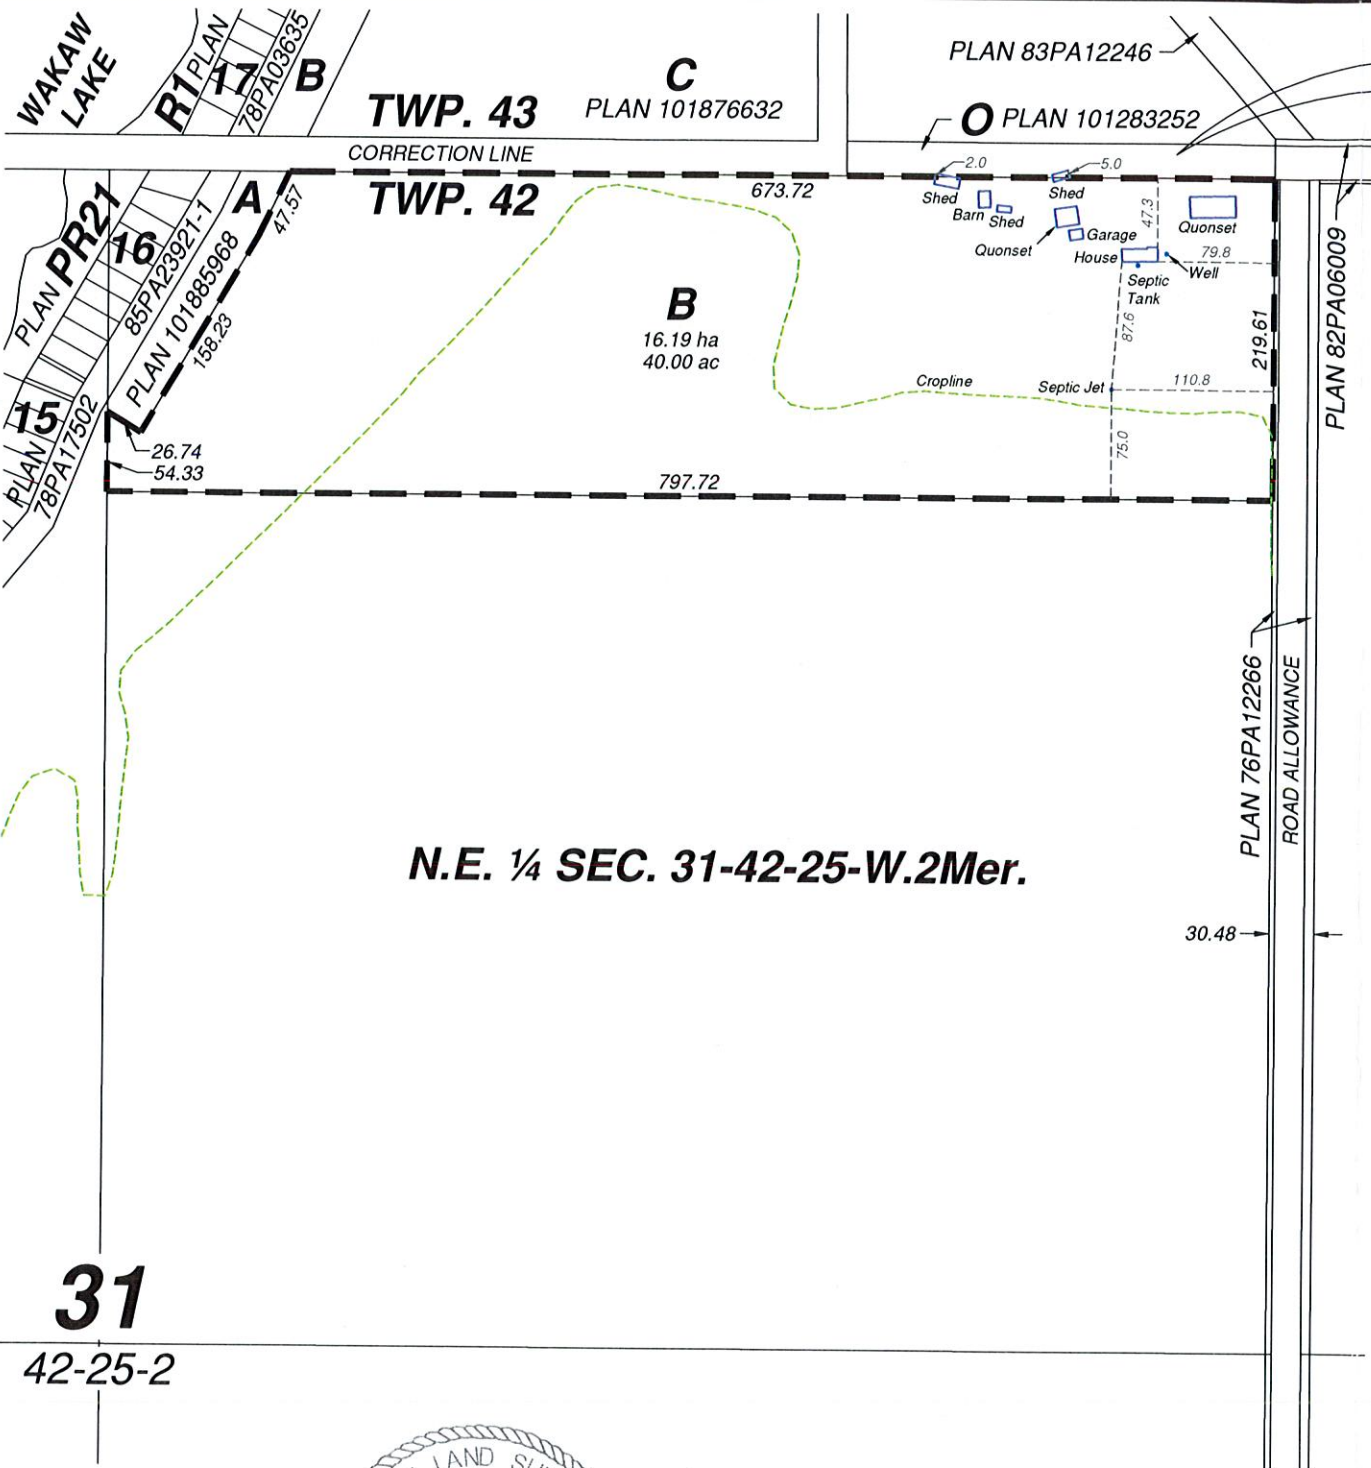 WAKAW
LAKE
R1 PLAN
17
78PA03635
B
TWP. 43
C
PLAN 101876632
PLAN 83PA12246
O PLAN 101283252
CORRECTION LINE
A
47.57
TWP. 42
673.72
2.0
5.0
Shed
Barn
Shed
Shed
Quonset
Garage
House
47.3
Quonset
79.8
Well
Septic
Tank
PLAN PR21
16
85PA23921-1
PLAN 101885968
158.23
B
16.19 ha
40.00 ac
87.6
219.61
PLAN 82PA06009
Cropline
Septic Jet
110.8
15
PLAN
78PA17502
26.74
54.33
75.0
797.72
PLAN 76PA12266
ROAD ALLOWANCE
N.E. ¼ SEC. 31-42-25-W.2Mer.
30.48
31
42-25-2
LAND